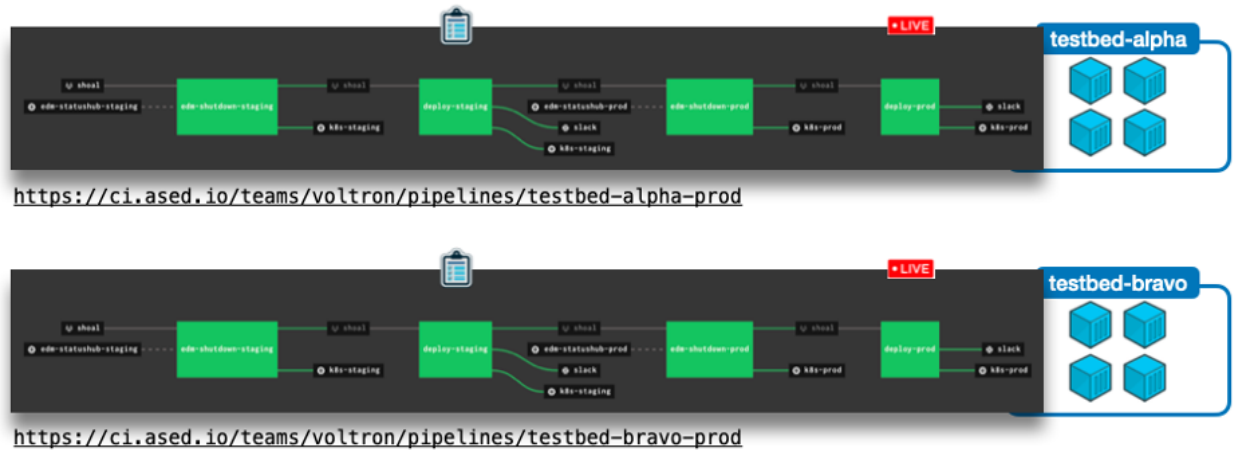 LIVE
testbed-alpha
shoal shoal shoal shoal
edm-shutdown-staging deploy-staging edm-shutdown-prod deploy-prod
edm-statushub-staging edm-statushub-prod slack
k8s-staging slack k8s-prod k8s-prod
k8s-staging
https://ci.ased.io/teams/voltron/pipelines/testbed-alpha-prod
LIVE
testbed-bravo
shoal shoal shoal shoal
edm-shutdown-staging deploy-staging edm-shutdown-prod deploy-prod
edm-statushub-staging edm-statushub-prod slack
k8s-staging slack k8s-prod k8s-prod
k8s-staging
https://ci.ased.io/teams/voltron/pipelines/testbed-bravo-prod